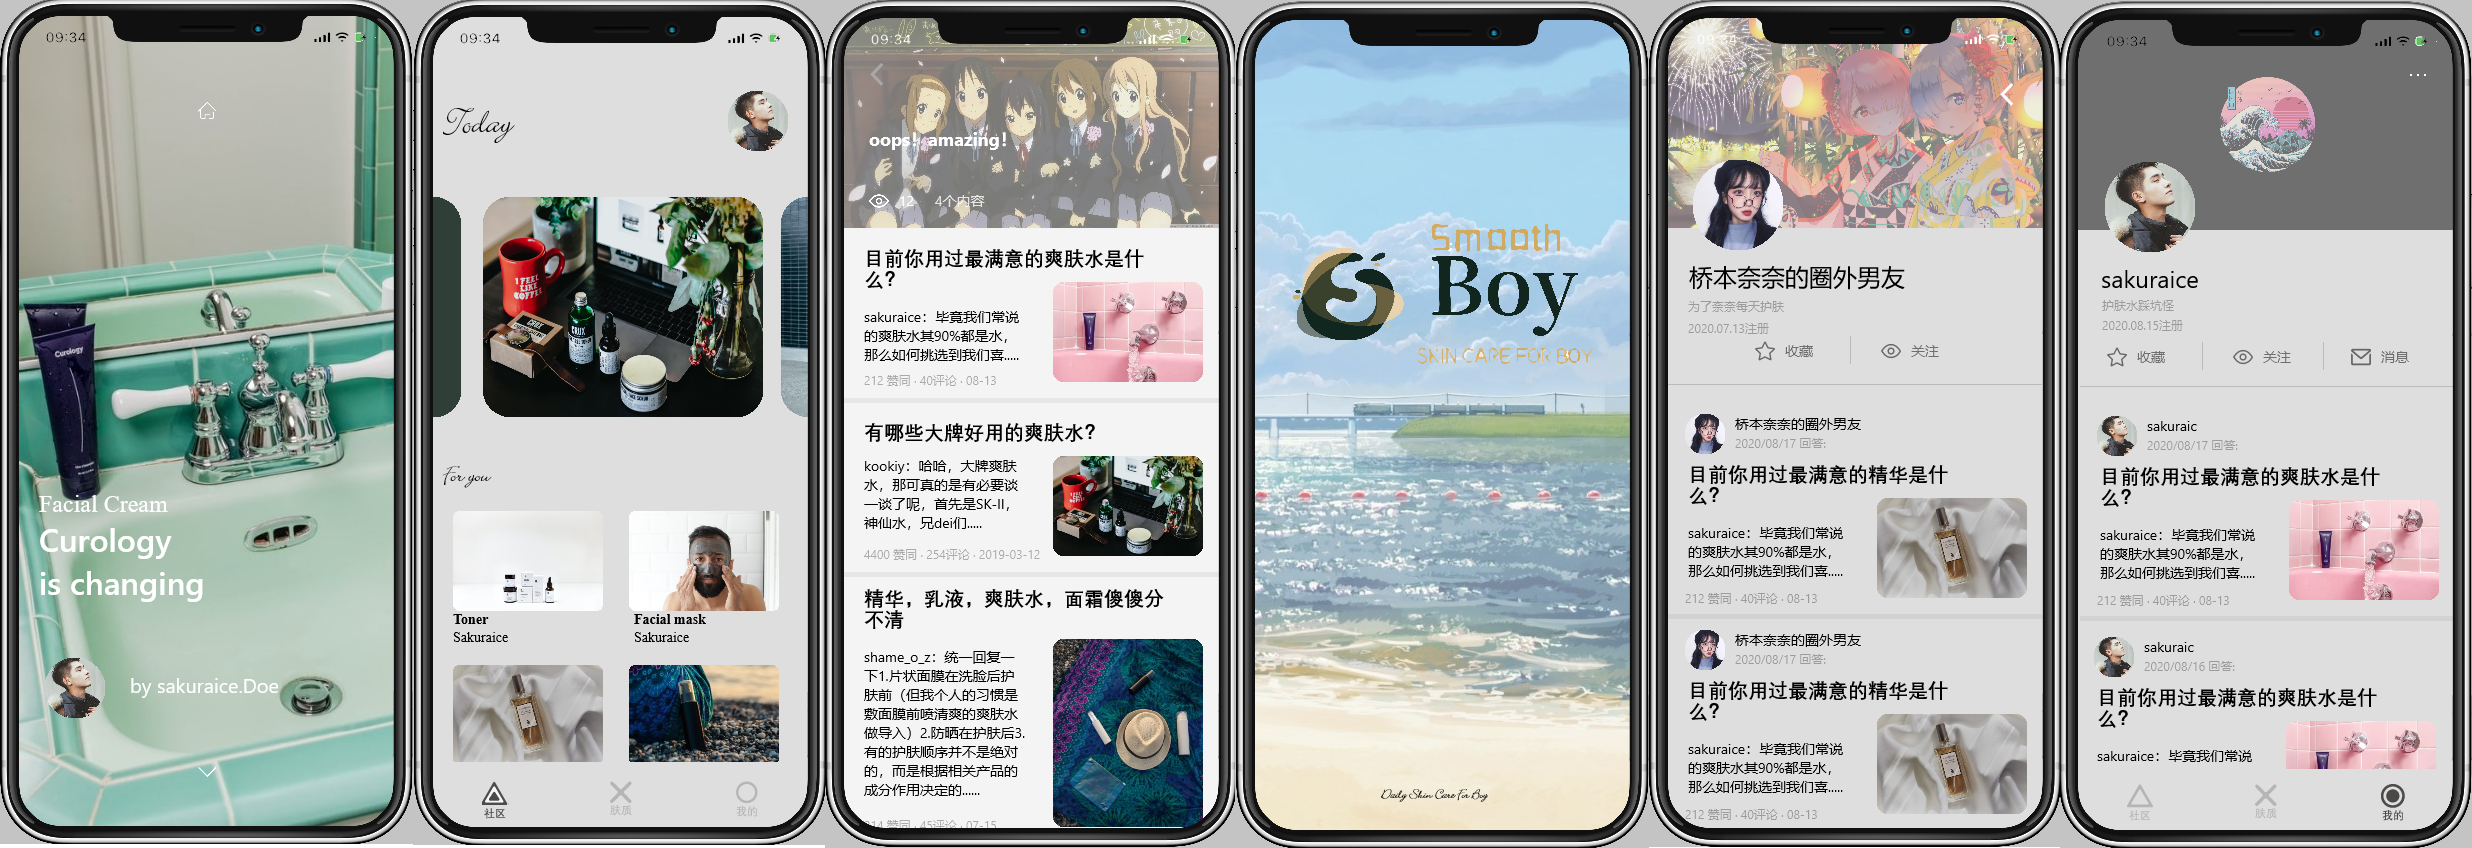 09:34
Curology
Facial Cream
Curology
is changing
by sakuraice.Doe
09:34
Today
I FEEL
LIKE
COFFEE
CRUX
For you
Toner
Sakuraice
Facial mask
Sakuraice
社区
肤质
我的
09:34
oops! amazing!
12 4个内容
目前你用过最满意的爽肤水是什
么?
sakuraice：毕竟我们常说
的爽肤水其90%都是水，
那么如何挑选到我们喜.....
212 赞同 · 40评论 · 08-13
有哪些大牌好用的爽肤水?
kookiy：哈哈，大牌爽肤
水，那可真的是有必要谈
一谈了呢，首先是SK-II，
神仙水，兄dei们.....
4400 赞同 · 254评论 · 2019-03-12
精华，乳液，爽肤水，面霜傻傻分
不清
shame_o_z：统一回复一
下1.片状面膜在洗脸后护
肤前（但我个人的习惯是
敷面膜前喷清爽的爽肤水
做导入）2.防晒在护肤后3.
有的护肤顺序并不是绝对
的，而是根据相关产品的
成分作用决定的......
214 赞同 · 45评论 · 07-15
Smooth
Boy
SKIN CARE FOR BOY
Daily Skin Care For Boy
09:34
桥本奈奈的圈外男友
为了奈奈每天护肤
2020.07.13注册
收藏
关注
桥本奈奈的圈外男友
2020/08/17 回答:
目前你用过最满意的精华是什
么?
sakuraice：毕竟我们常说
的爽肤水其90%都是水，
那么如何挑选到我们喜.....
212 赞同 · 40评论 · 08-13
桥本奈奈的圈外男友
2020/08/17 回答:
目前你用过最满意的精华是什
么?
sakuraice：毕竟我们常说
的爽肤水其90%都是水，
那么如何挑选到我们喜.....
212 赞同 · 40评论 · 08-13
09:34
sakuraice
护肤水踩坑怪
2020.08.15注册
收藏
关注
消息
sakuraic
2020/08/17 回答:
目前你用过最满意的爽肤水是什
么?
sakuraice：毕竟我们常说
的爽肤水其90%都是水，
那么如何挑选到我们喜.....
212 赞同 · 40评论 · 08-13
sakuraic
2020/08/16 回答:
目前你用过最满意的爽肤水是什
么?
sakuraice：毕竟我们常说
社区
肤质
我的